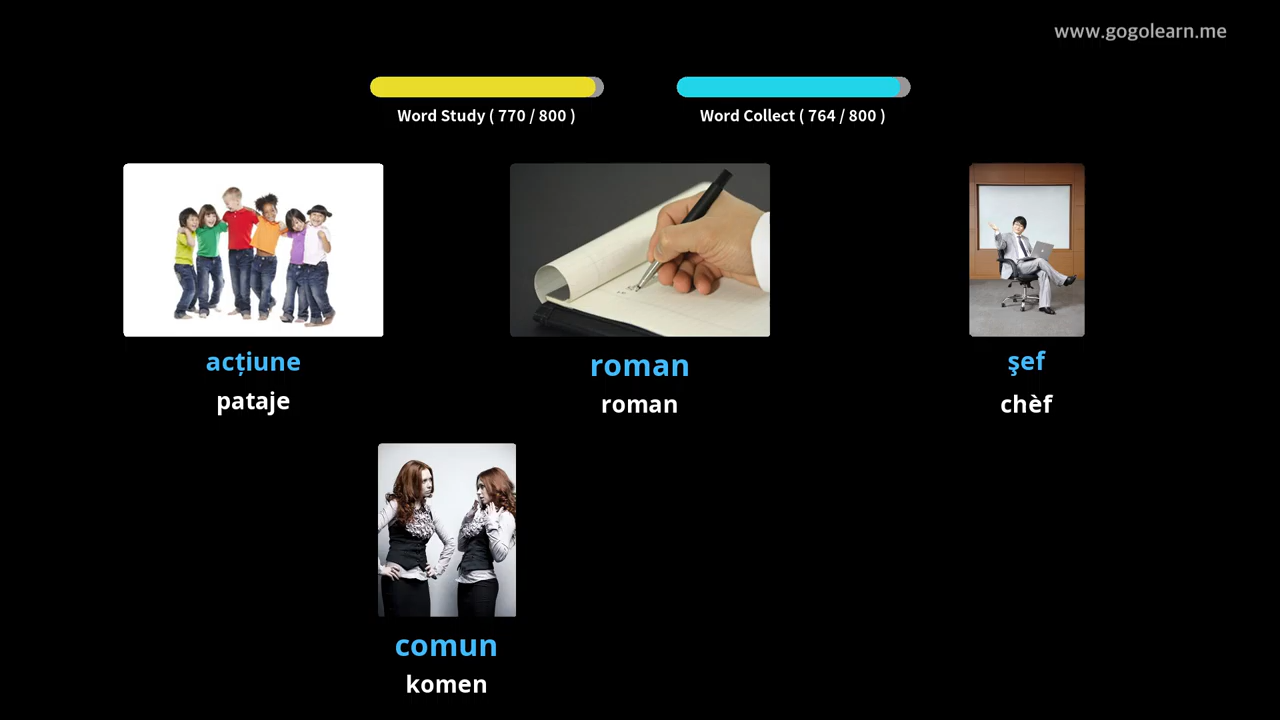 www.gogolearn.me
Word Study ( 770 / 800 )
Word Collect ( 764 / 800 )
acțiune
pataje
roman
roman
şef
chèf
comun
komen